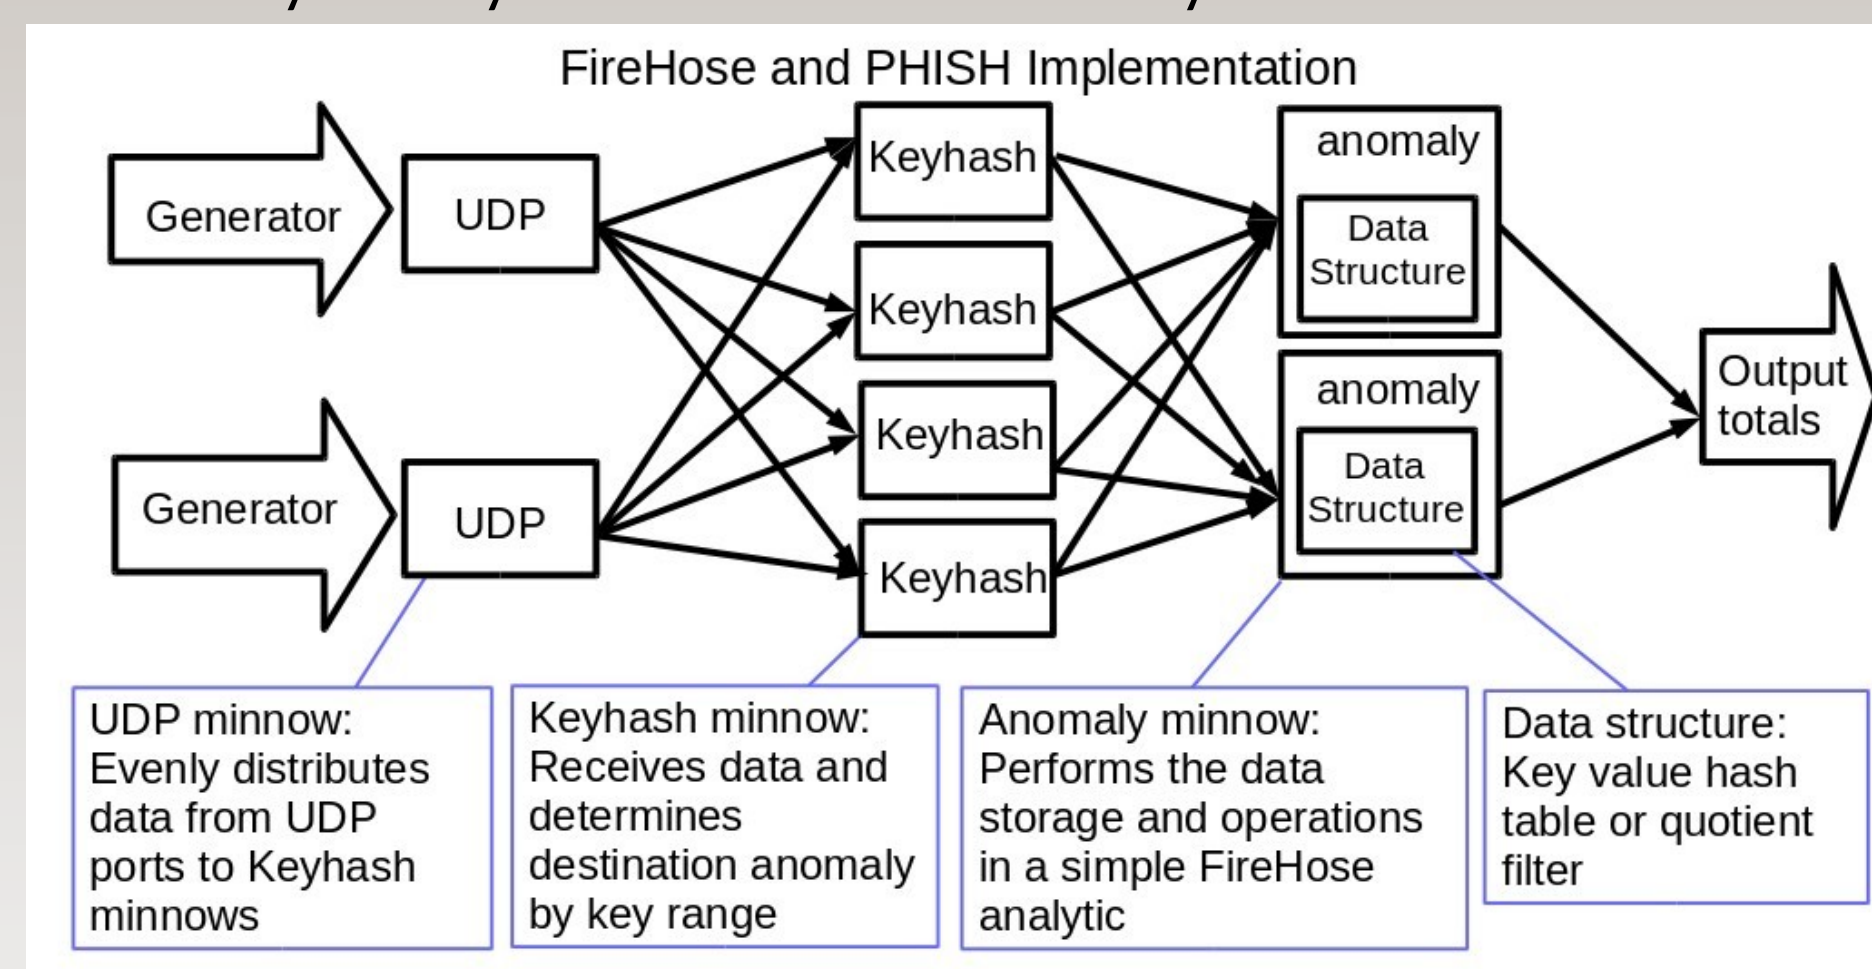 FireHose and PHISH Implementation
Generator
UDP
Keyhash
anomaly
Data
Structure
Keyhash
Keyhash
anomaly
Data
Structure
Output
totals
Generator
UDP
Keyhash
UDP minnow:
Evenly distributes
data from UDP
ports to Keyhash
minnows
Keyhash minnow:
Receives data and
determines
destination anomaly
by key range
Anomaly minnow:
Performs the data
storage and operations
in a simple FireHose
analytic
Data structure:
Key value hash
table or quotient
filter